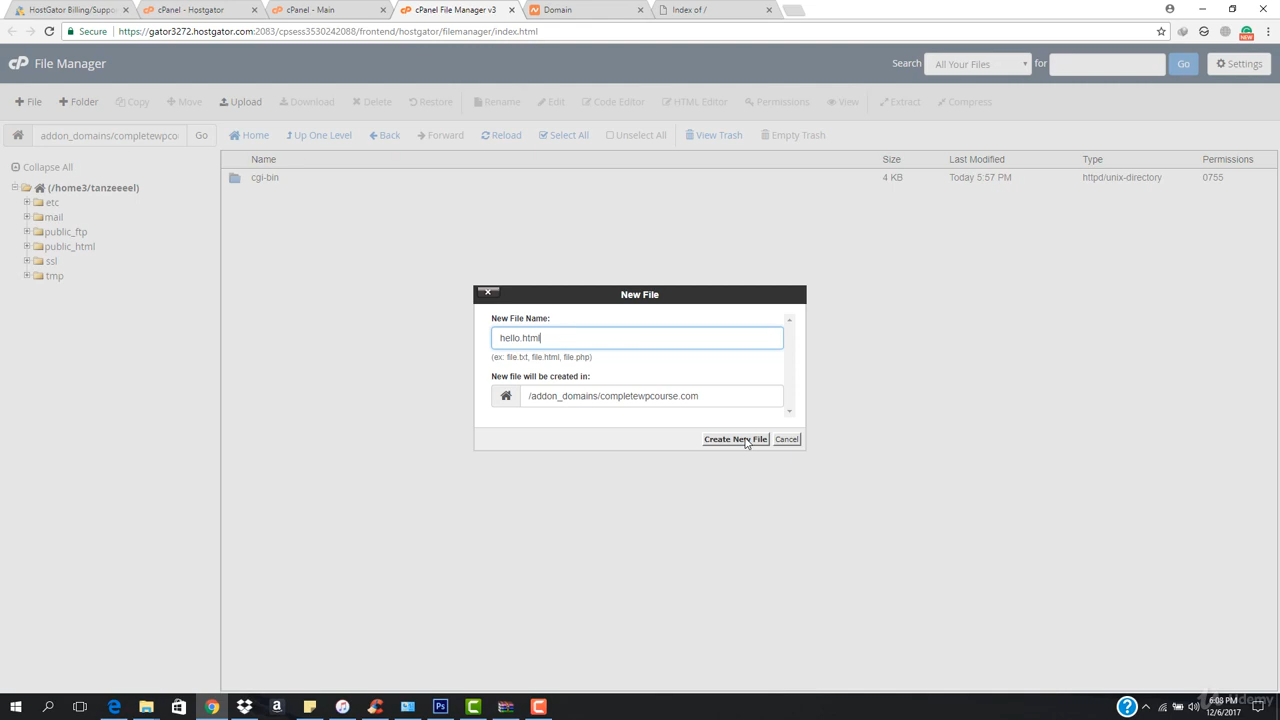 HostGator Billing/Suppo
cPanel - Hostgator
cPanel - Main
cPanel File Manager v3
Domain
Index of /
Secure
https://gator3272.hostgator.com:2083/cpsess3530242088/frontend/hostgator/filemanager/index.html
NEW
cP File Manager
Search
All Your Files
for
Go
Settings
File
Folder
Copy
Move
Upload
Download
Delete
Restore
Rename
Edit
Code Editor
HTML Editor
Permissions
View
Extract
Compress
addon_domains/completewpco
Go
Home
Up One Level
Back
Forward
Reload
Select All
Unselect All
View Trash
Empty Trash
Collapse All
(/home3/tanzeeeel)
etc
mail
public_ftp
public_html
ssl
tmp
Name
Size
Last Modified
Type
Permissions
cgi-bin
4 KB
Today 5:57 PM
httpd/unix-directory
0755
New File
New File Name:
hello.html
(ex: file.txt, file.html, file.php)
New file will be created in:
/addon_domains/completewpcourse.com
Create New File
Cancel
Ps
6:08 PM
12/6/2017